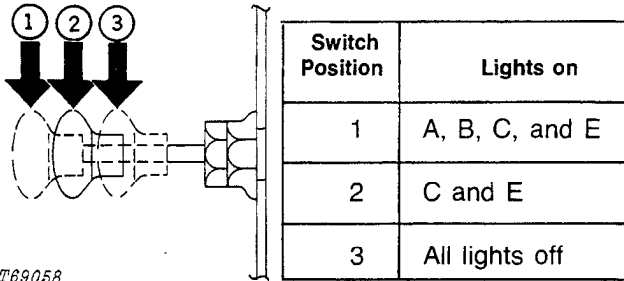 1 2 3
Switch Position Lights on
1 A, B, C, and E
2 C and E
3 All lights off
T69058